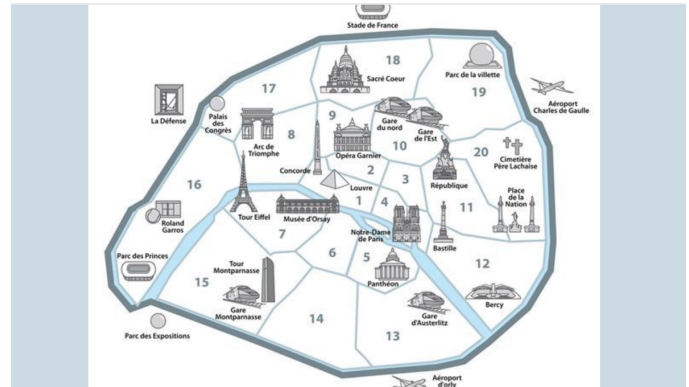 Stade de France
18
Sacré Coeur
Parc de la villette
17
19
La Défense
Palais
des
Congrès
Aéroport
Charles de Gaulle
9
Gare
du nord
Gare
de l'Est
8
Arc de
Triomphe
Opéra Garnier
10
20
Cimetière
Père Lachaise
Concorde
2
3
République
16
Louvre
Place
de la
Nation
1
4
11
Tour Eiffel
Musée d'Orsay
Roland
Garros
Notre-Dame
de Paris
Bastille
7
6
5
12
Parc des Princes
Tour
Montparnasse
Panthéon
15
Gare
Montparnasse
Bercy
14
Gare
d'Austerlitz
13
Parc des Expositions
Aéroport
d'orly